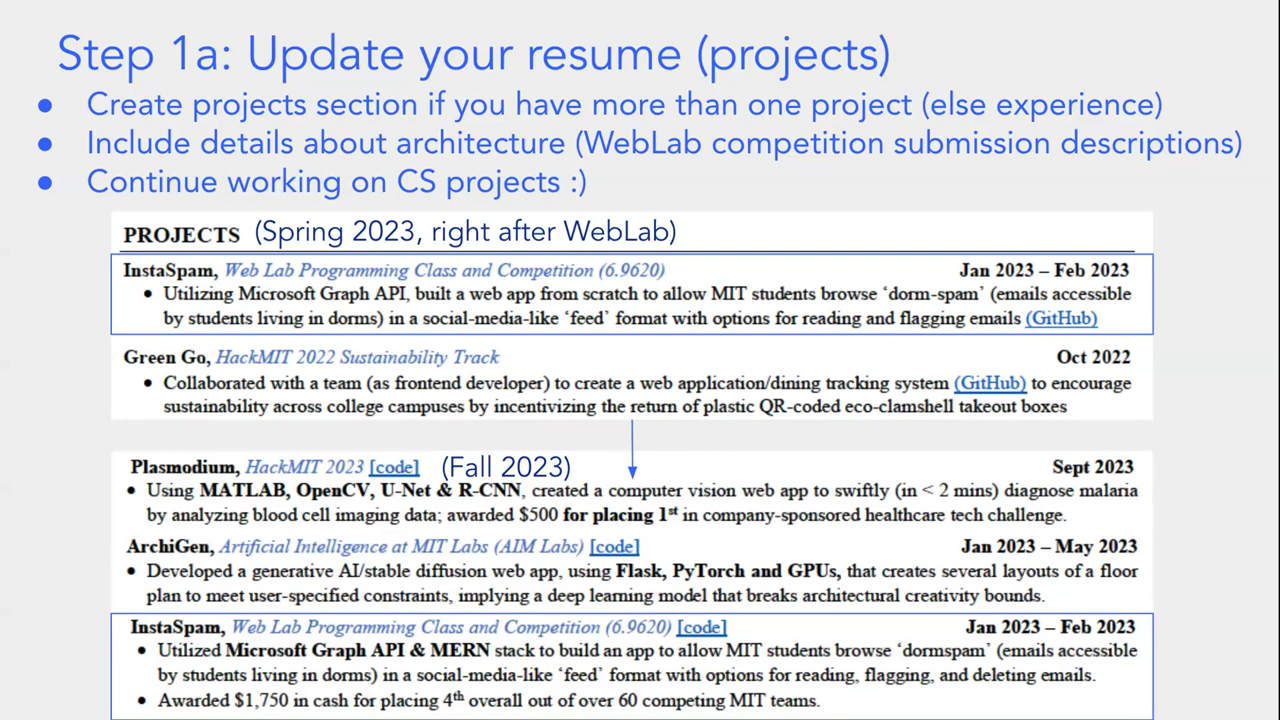 Step 1a: Update your resume (projects)
● Create projects section if you have more than one project (else experience)
● Include details about architecture (WebLab competition submission descriptions)
● Continue working on CS projects :)
PROJECTS (Spring 2023, right after WebLab)
InstaSpam, Web Lab Programming Class and Competition (6.9620) Jan 2023 – Feb 2023
• Utilizing Microsoft Graph API, built a web app from scratch to allow MIT students browse ‘dorm-spam’ (emails accessible
by students living in dorms) in a social-media-like ‘feed’ format with options for reading and flagging emails (GitHub)
Green Go, HackMIT 2022 Sustainability Track Oct 2022
• Collaborated with a team (as frontend developer) to create a web application/dining tracking system (GitHub) to encourage
sustainability across college campuses by incentivizing the return of plastic QR-coded eco-clamshell takeout boxes
Plasmodium, HackMIT 2023 [code] (Fall 2023) Sept 2023
• Using MATLAB, OpenCV, U-Net & R-CNN, created a computer vision web app to swiftly (in < 2 mins) diagnose malaria
by analyzing blood cell imaging data; awarded $500 for placing 1st in company-sponsored healthcare tech challenge.
ArchiGen, Artificial Intelligence at MIT Labs (AIM Labs) [code] Jan 2023 – May 2023
• Developed a generative AI/stable diffusion web app, using Flask, PyTorch and GPUs, that creates several layouts of a floor
plan to meet user-specified constraints, implying a deep learning model that breaks architectural creativity bounds.
InstaSpam, Web Lab Programming Class and Competition (6.9620) [code] Jan 2023 – Feb 2023
• Utilized Microsoft Graph API & MERN stack to build an app to allow MIT students browse ‘dormspam’ (emails accessible
by students living in dorms) in a social-media-like ‘feed’ format with options for reading, flagging, and deleting emails.
• Awarded $1,750 in cash for placing 4th overall out of over 60 competing MIT teams.